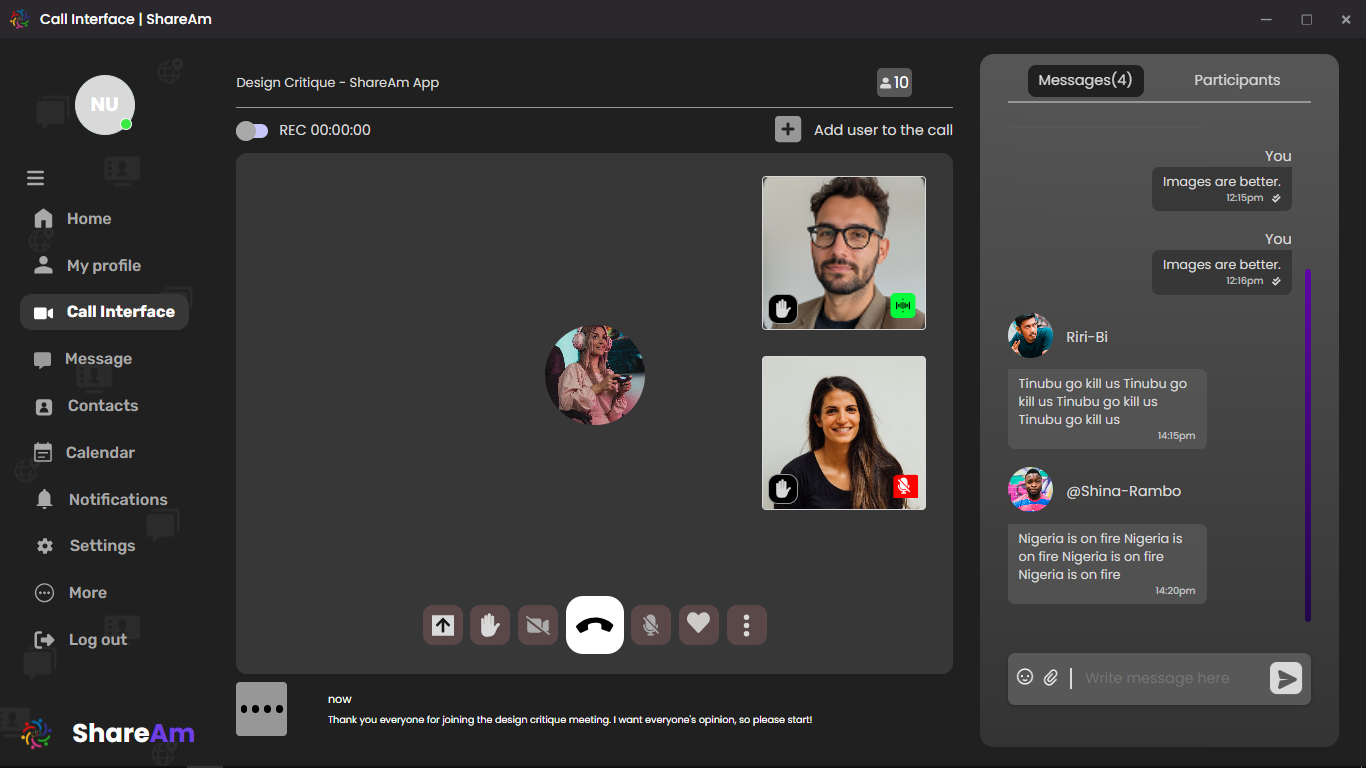 Call Interface | ShareAm
NU
Home
My profile
Call Interface
Message
Contacts
Calendar
Notifications
Settings
More
Log out
ShareAm
Design Critique - ShareAm App
10
REC 00:00:00
Add user to the call
now
Thank you everyone for joining the design critique meeting. I want everyone's opinion, so please start!
Messages(4)
Participants
You
Images are better.
12:15pm
You
Images are better.
12:16pm
Riri-Bi
Tinubu go kill us Tinubu go
kill us Tinubu go kill us
Tinubu go kill us
14:15pm
@Shina-Rambo
Nigeria is on fire Nigeria is
on fire Nigeria is on fire
Nigeria is on fire
14:20pm
Write message here